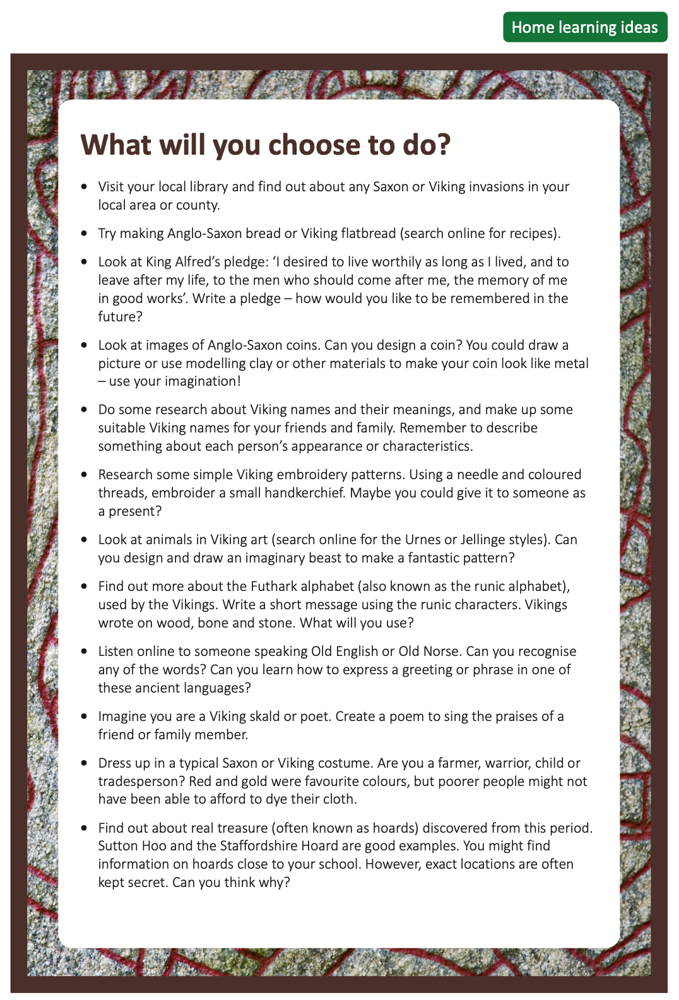 Home learning ideas
What will you choose to do?
• Visit your local library and find out about any Saxon or Viking invasions in your
local area or county.
• Try making Anglo-Saxon bread or Viking flatbread (search online for recipes).
• Look at King Alfred’s pledge: ‘I desired to live worthily as long as I lived, and to
leave after my life, to the men who should come after me, the memory of me
in good works’. Write a pledge – how would you like to be remembered in the
future?
• Look at images of Anglo-Saxon coins. Can you design a coin? You could draw a
picture or use modelling clay or other materials to make your coin look like metal
– use your imagination!
• Do some research about Viking names and their meanings, and make up some
suitable Viking names for your friends and family. Remember to describe
something about each person’s appearance or characteristics.
• Research some simple Viking embroidery patterns. Using a needle and coloured
threads, embroider a small handkerchief. Maybe you could give it to someone as
a present?
• Look at animals in Viking art (search online for the Urnes or Jellinge styles). Can
you design and draw an imaginary beast to make a fantastic pattern?
• Find out more about the Futhark alphabet (also known as the runic alphabet),
used by the Vikings. Write a short message using the runic characters. Vikings
wrote on wood, bone and stone. What will you use?
• Listen online to someone speaking Old English or Old Norse. Can you recognise
any of the words? Can you learn how to express a greeting or phrase in one of
these ancient languages?
• Imagine you are a Viking skald or poet. Create a poem to sing the praises of a
friend or family member.
• Dress up in a typical Saxon or Viking costume. Are you a farmer, warrior, child or
tradesperson? Red and gold were favourite colours, but poorer people might not
have been able to afford to dye their cloth.
• Find out about real treasure (often known as hoards) discovered from this period.
Sutton Hoo and the Staffordshire Hoard are good examples. You might find
information on hoards close to your school. However, exact locations are often
kept secret. Can you think why?